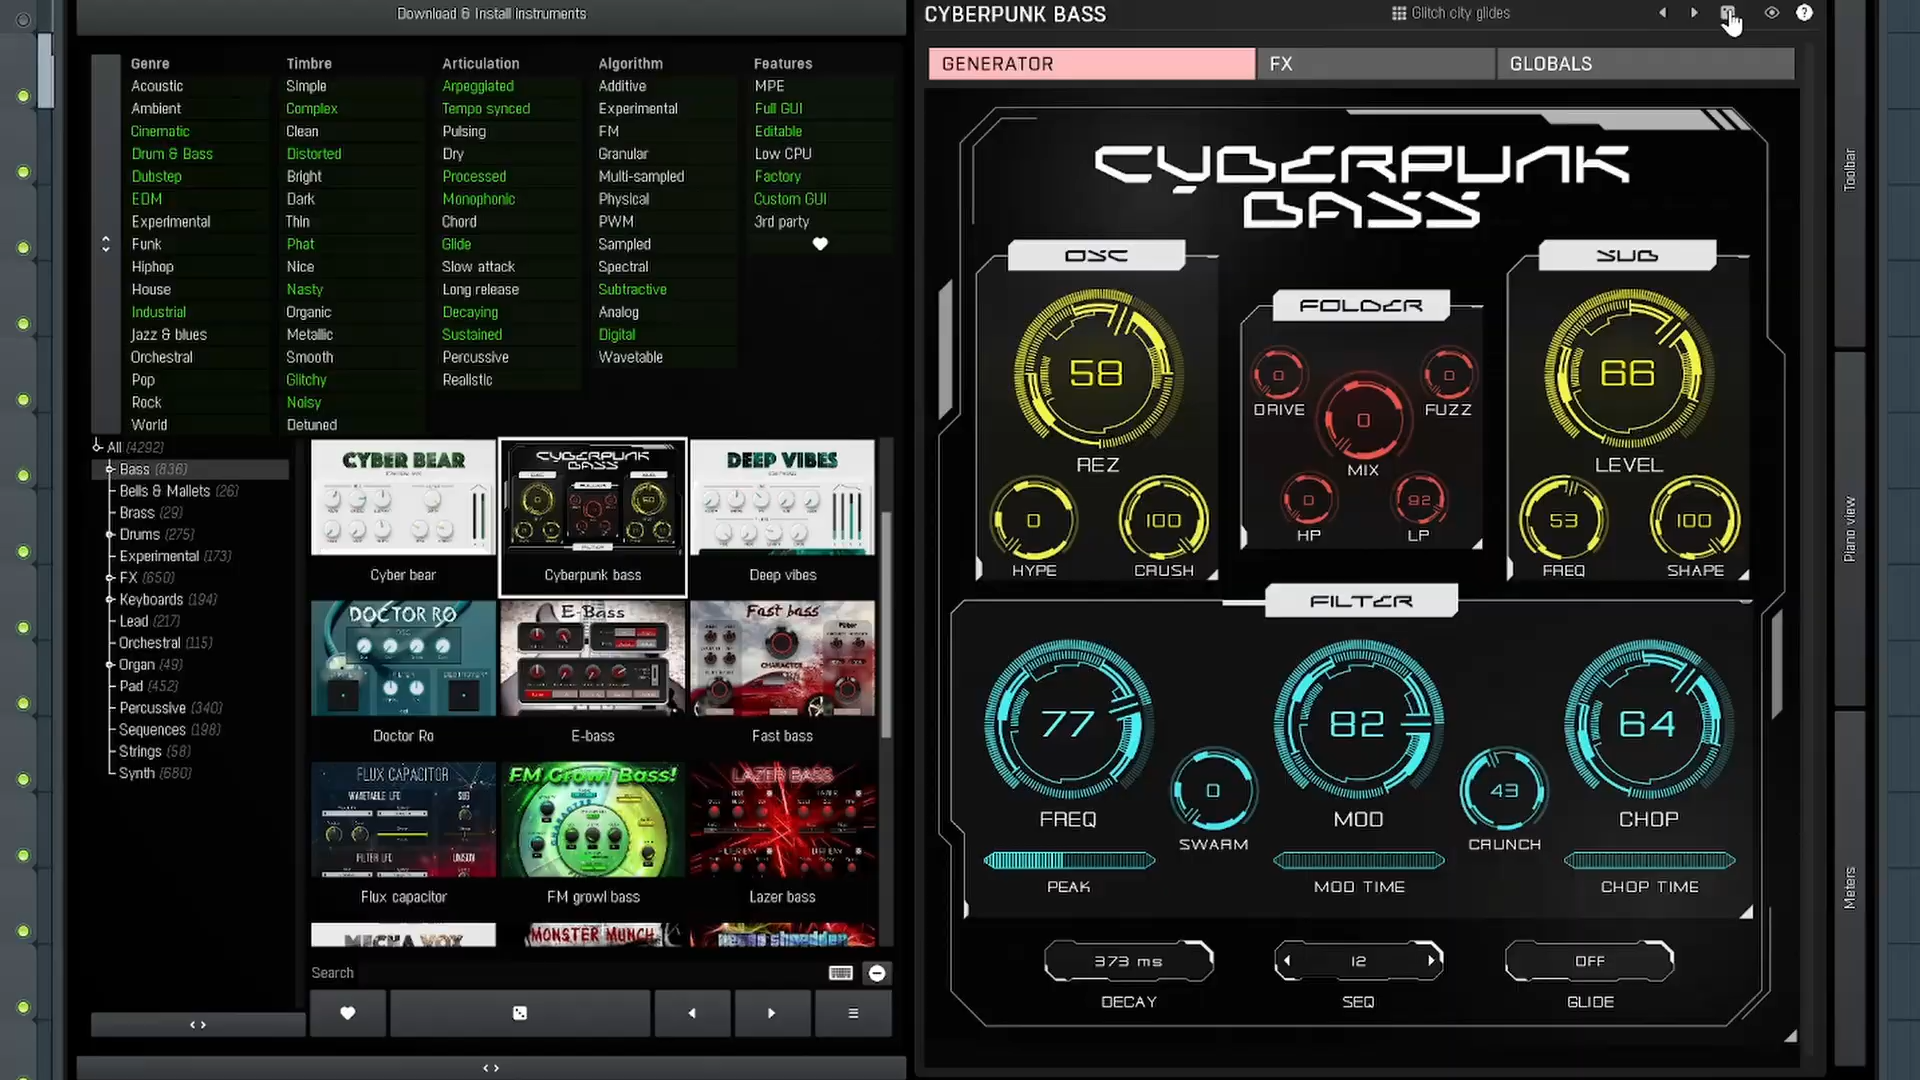 Download & Install instruments
Genre
Acoustic
Ambient
Cinematic
Drum & Bass
Dubstep
EDM
Experimental
Funk
Hiphop
House
Industrial
Jazz & blues
Orchestral
Pop
Rock
World
Timbre
Simple
Complex
Clean
Distorted
Bright
Dark
Thin
Phat
Nice
Nasty
Organic
Metallic
Smooth
Glitchy
Noisy
Detuned
Articulation
Arpeggiated
Tempo synced
Pulsing
Dry
Processed
Monophonic
Chord
Glide
Slow attack
Long release
Decaying
Sustained
Percussive
Realistic
Algorithm
Additive
Experimental
FM
Granular
Multi-sampled
Physical
PWM
Sampled
Spectral
Subtractive
Analog
Digital
Wavetable
Features
MPE
Full GUI
Editable
Low CPU
Factory
Custom GUI
3rd party
All (4292)
Bass (836)
Bells & Mallets (26)
Brass (29)
Drums (275)
Experimental (173)
FX (650)
Keyboards (194)
Lead (217)
Orchestral (115)
Organ (49)
Pad (452)
Percussive (340)
Sequences (198)
Strings (58)
Synth (680)
CYBER BEAR
Cyber bear
CYBERPUNK
BASS
Cyberpunk bass
DEEP VIBES
Deep vibes
DOCTOR RO
Doctor Ro
E-Bass
E-bass
Fast bass
CHARACTER
Fast bass
FLUX CAPACITOR
WAVETABLE LFO
SUB
FILTER LFO
UNISON
Flux capacitor
FM Growl Bass!
FM growl bass
LAZER BASS
Lazer bass
MECHA VOX
MONSTER MUNCH
Search
CYBERPUNK BASS
Glitch city glides
?
GENERATOR
FX
GLOBALS
CYBERPUNK
BASS
OSC
58
REZ
0
HYPE
100
CRUSH
FOLDER
0
DRIVE
0
FUZZ
0
MIX
0
HP
82
LP
SUB
66
LEVEL
53
FREQ
100
SHAPE
FILTER
77
FREQ
0
SWARM
82
MOD
43
CRUNCH
64
CHOP
PEAK
MOD TIME
CHOP TIME
373 ms
DECAY
12
SEQ
OFF
GLIDE
Toolbar
Piano view
Meters